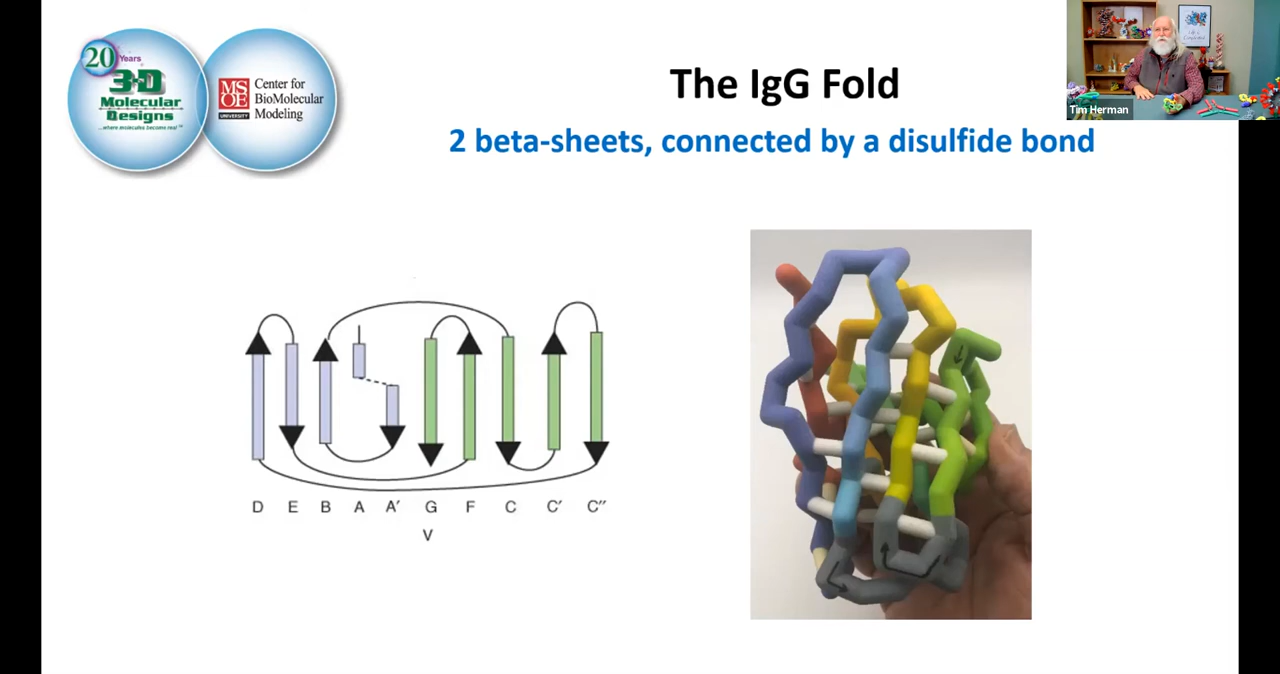 20 Years
3-D
Molecular
Designs
...where molecules become real™
MSOE
UNIVERSITY
Center for
BioMolecular
Modeling
The IgG Fold
2 beta-sheets, connected by a disulfide bond
Tim Herman
D E B A A′ G F C C′ C″
V